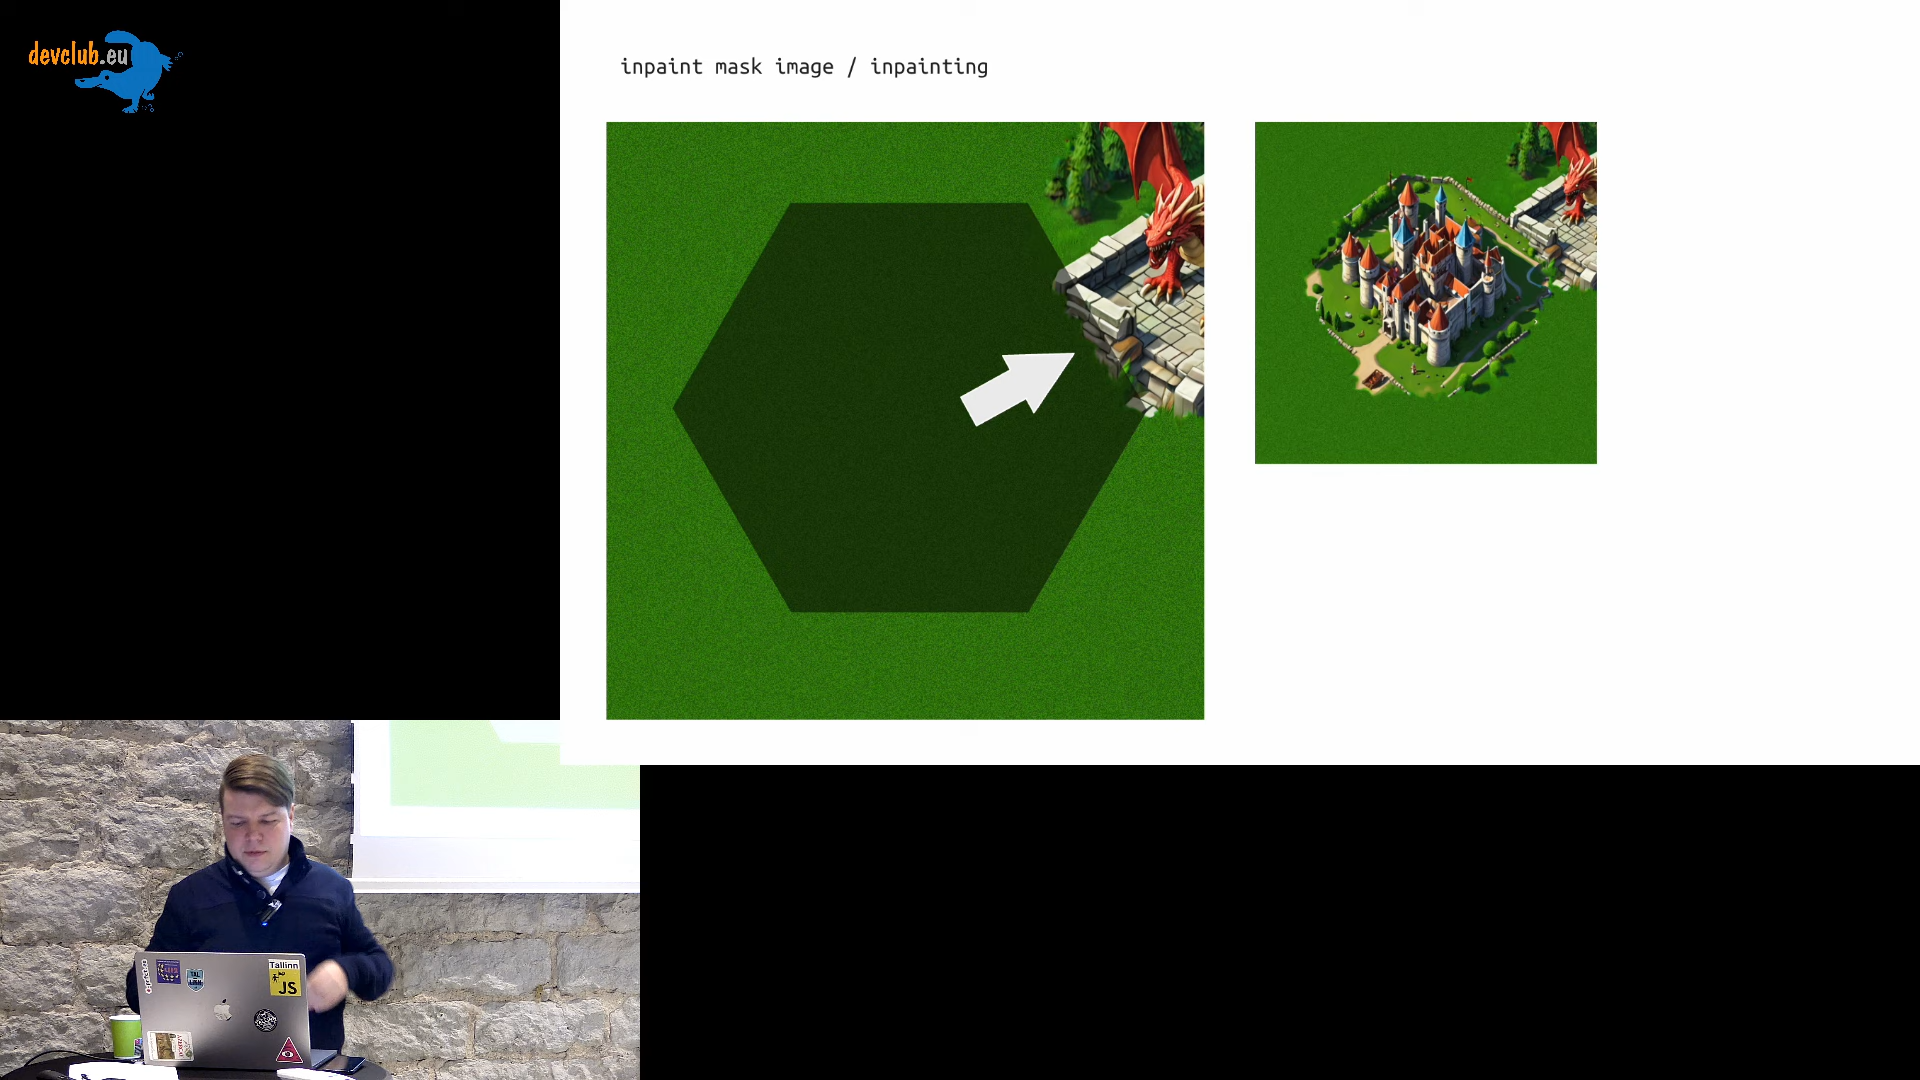 devclub.eu
inpaint mask image / inpainting
Tallinn
JS